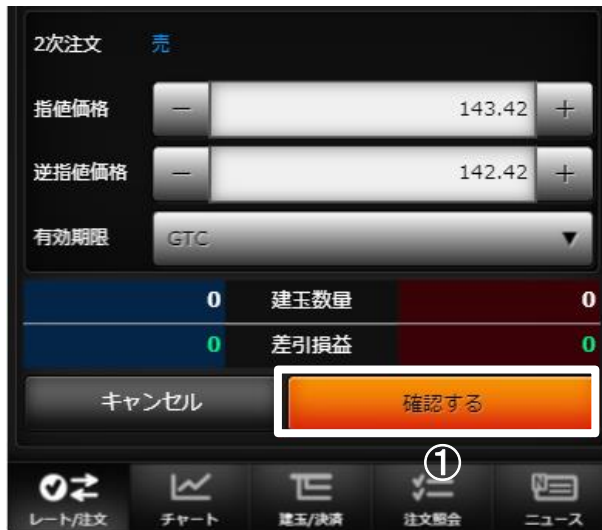 2次注文 売
指値価格 － 143.42 ＋
逆指値価格 － 142.42 ＋
有効期限 GTC ▼
0 建玉数量 0
0 差引損益 0
キャンセル 確認する
①
レート/注文 チャート 建玉/決済 注文照会 ニュース